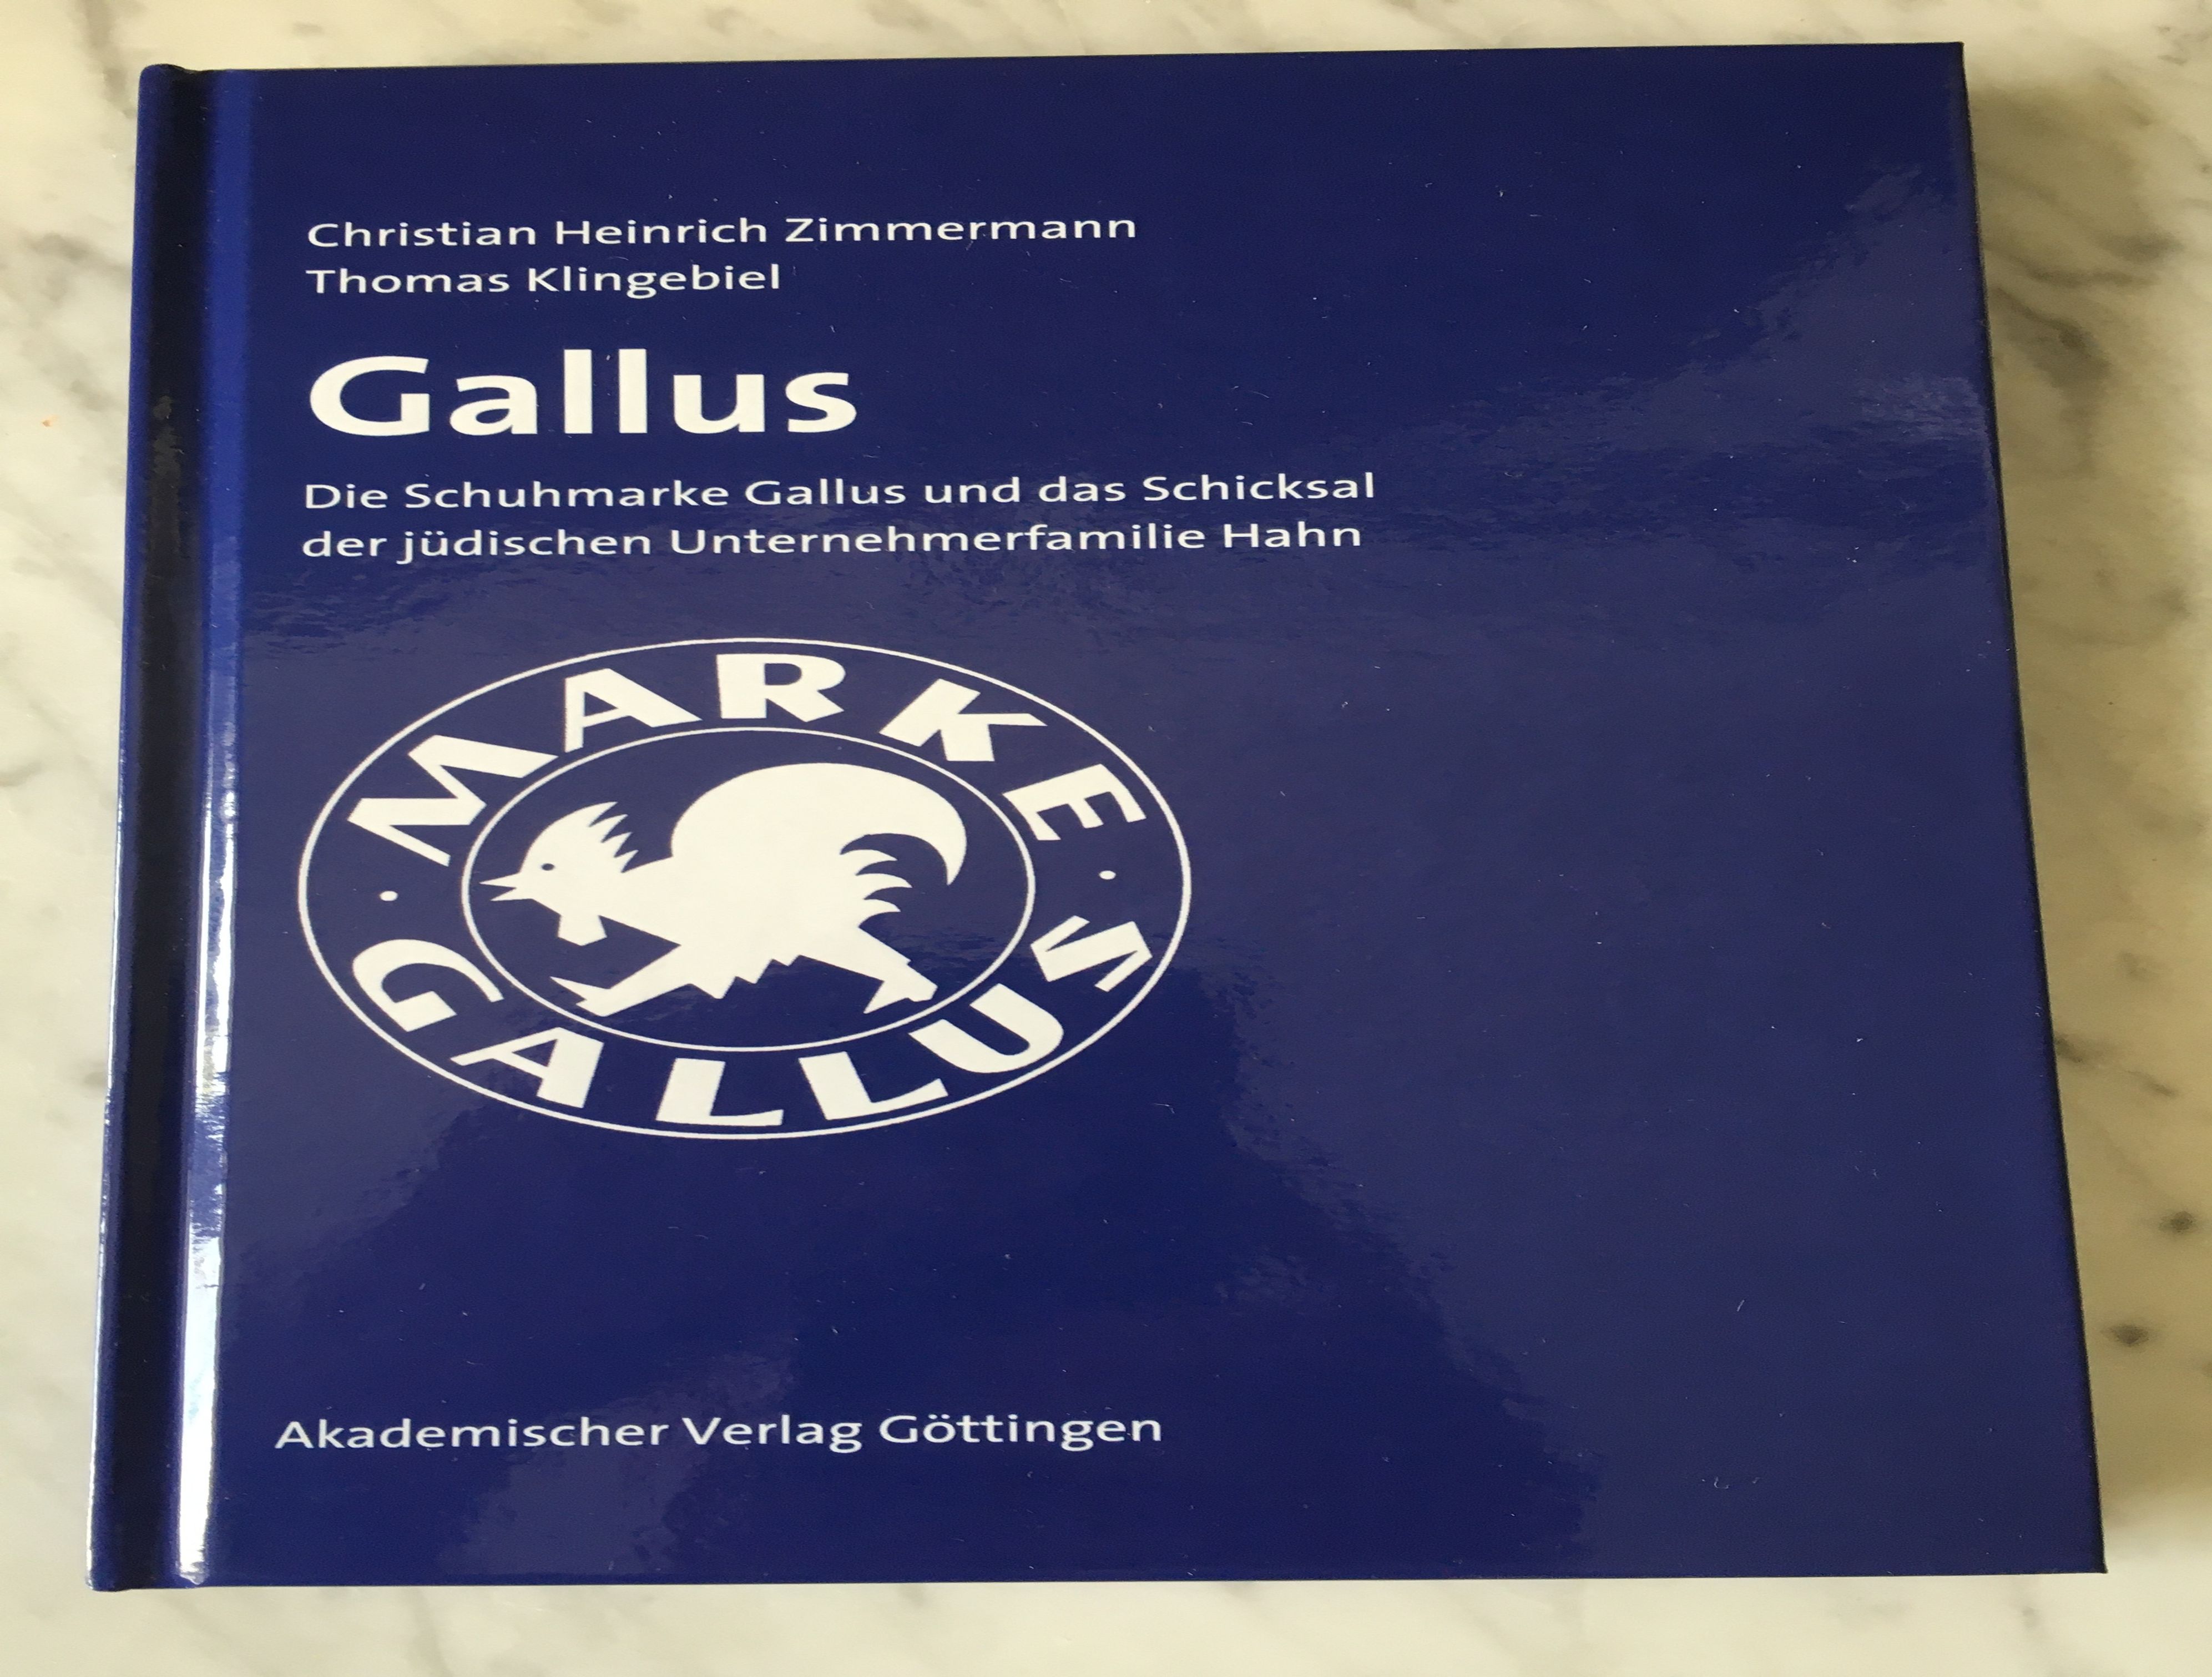 Christian Heinrich Zimmermann
Thomas Klingebiel
Gallus
Die Schuhmarke Gallus und das Schicksal
der jüdischen Unternehmerfamilie Hahn
MARKE
GALLUS
Akademischer Verlag Göttingen